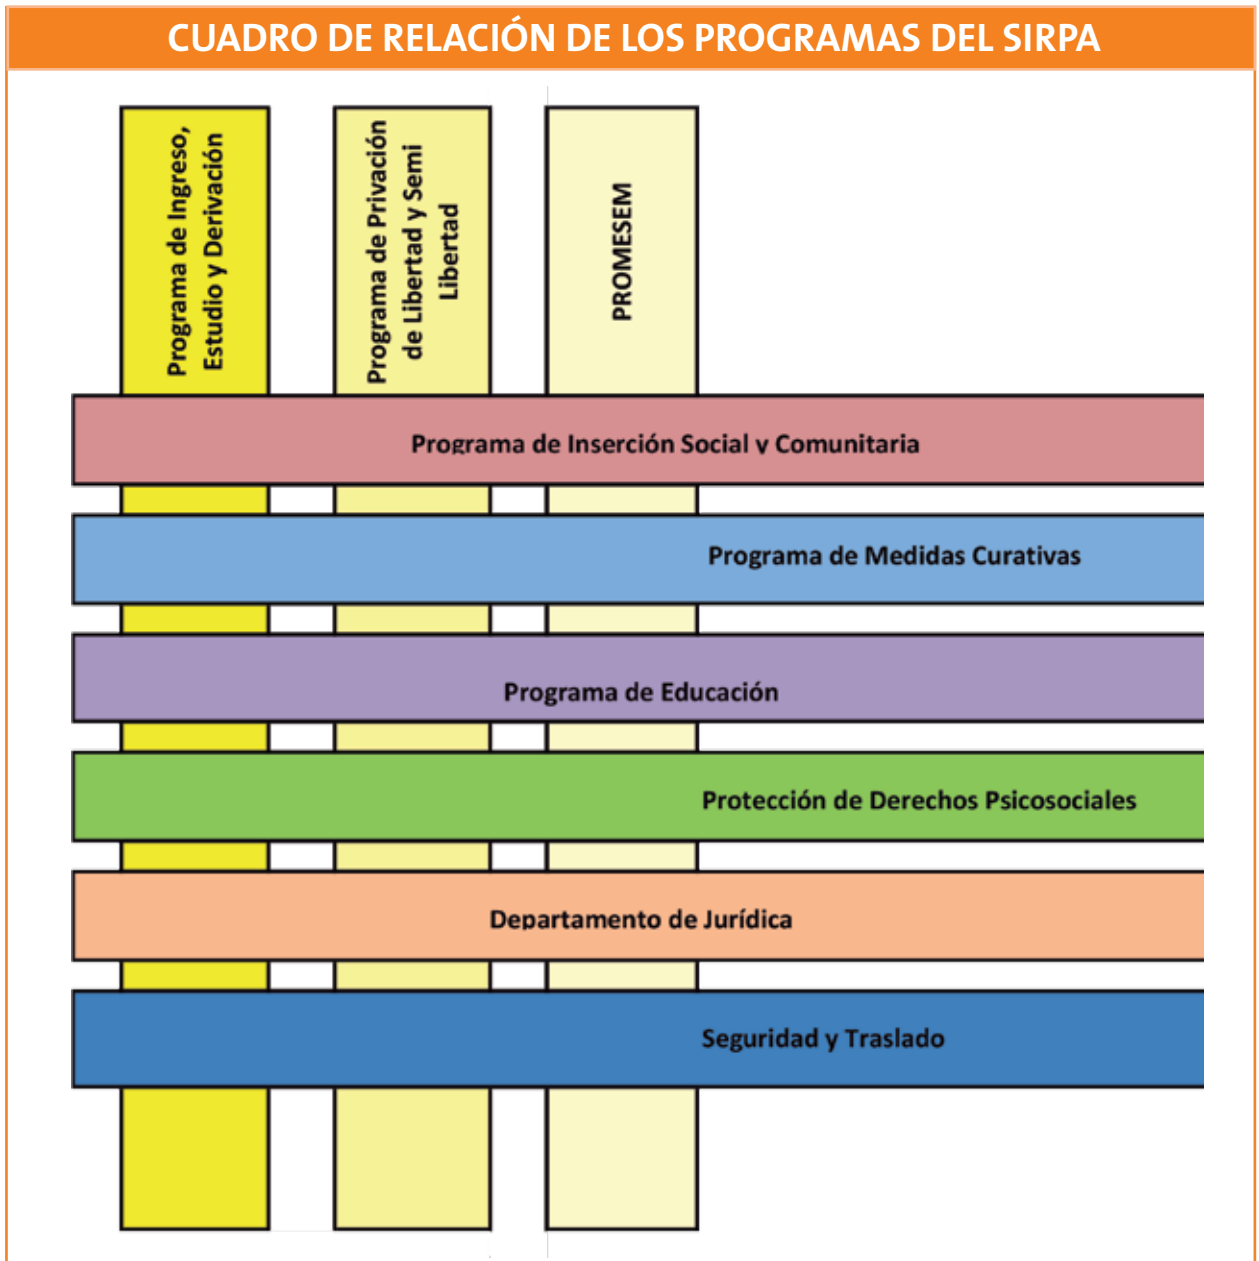 CUADRO DE RELACIÓN DE LOS PROGRAMAS DEL SIRPA
Programa de Ingreso,
Estudio y Derivación
Programa de Privación
de Libertad y Semi
Libertad
PROMESEM
Programa de Inserción Social y Comunitaria
Programa de Medidas Curativas
Programa de Educación
Protección de Derechos Psicosociales
Departamento de Jurídica
Seguridad y Traslado